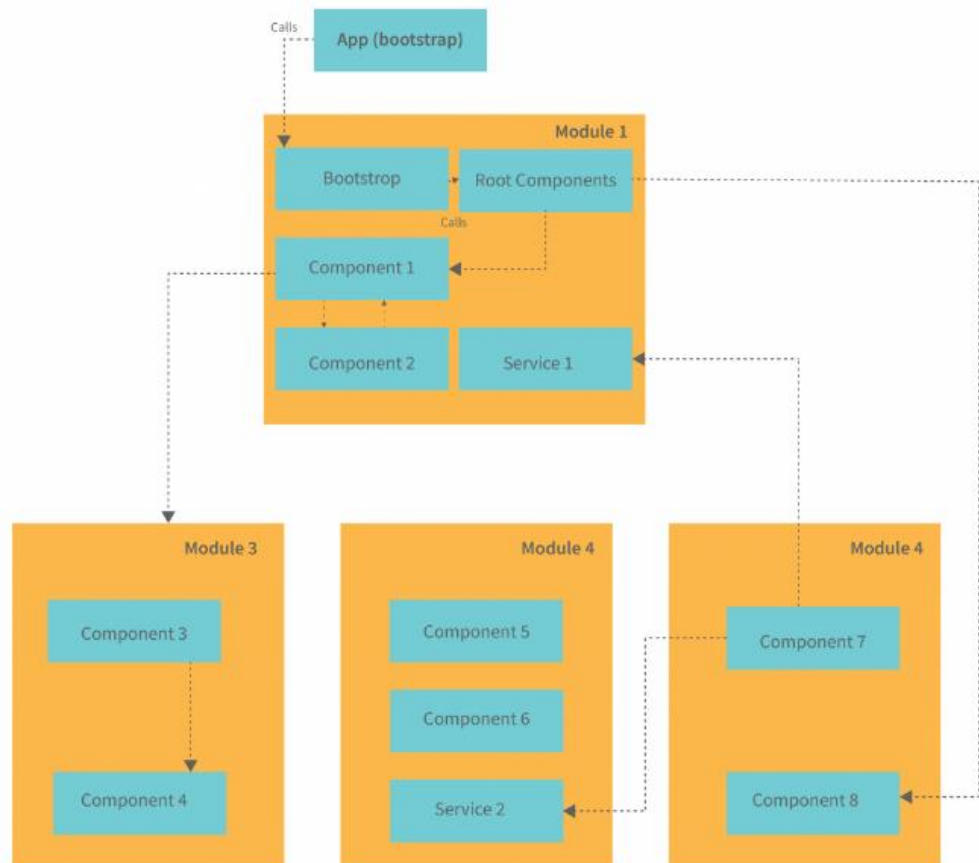 Calls
App (bootstrap)
Module 1
Bootstrop
Root Components
Calls
Component 1
Component 2
Service 1
Module 3
Component 3
Component 4
Module 4
Component 5
Component 6
Service 2
Module 4
Component 7
Component 8